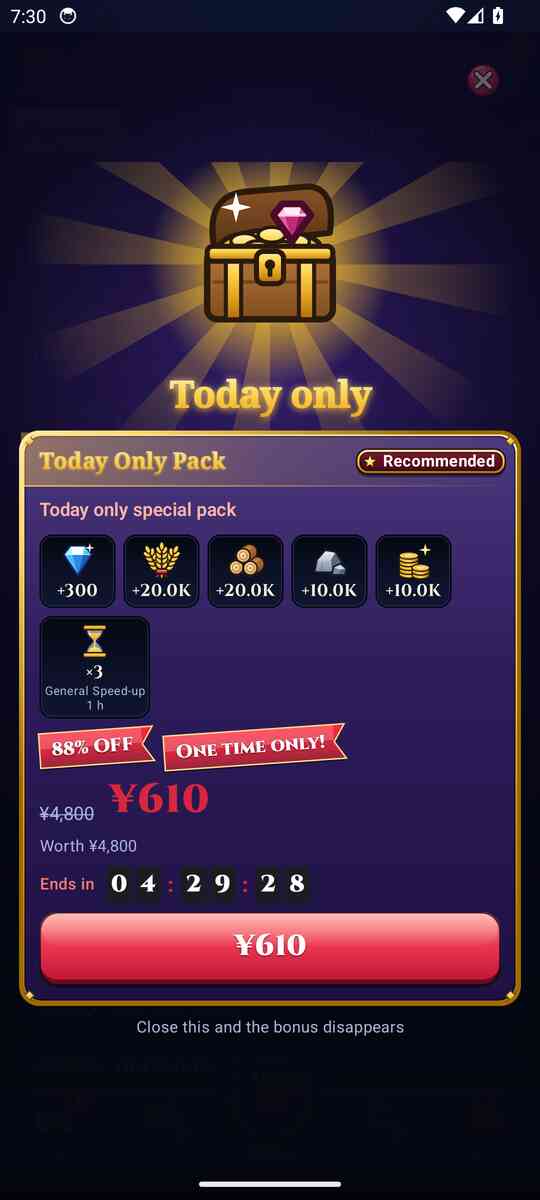 7:30
Today only
Today Only Pack
★ Recommended
Today only special pack
+300 +20.0K +20.0K +10.0K +10.0K
×3
General Speed-up
1 h
88% OFF ONE TIME ONLY!
¥4,800 ¥610
Worth ¥4,800
Ends in 04:29:28
¥610
Close this and the bonus disappears